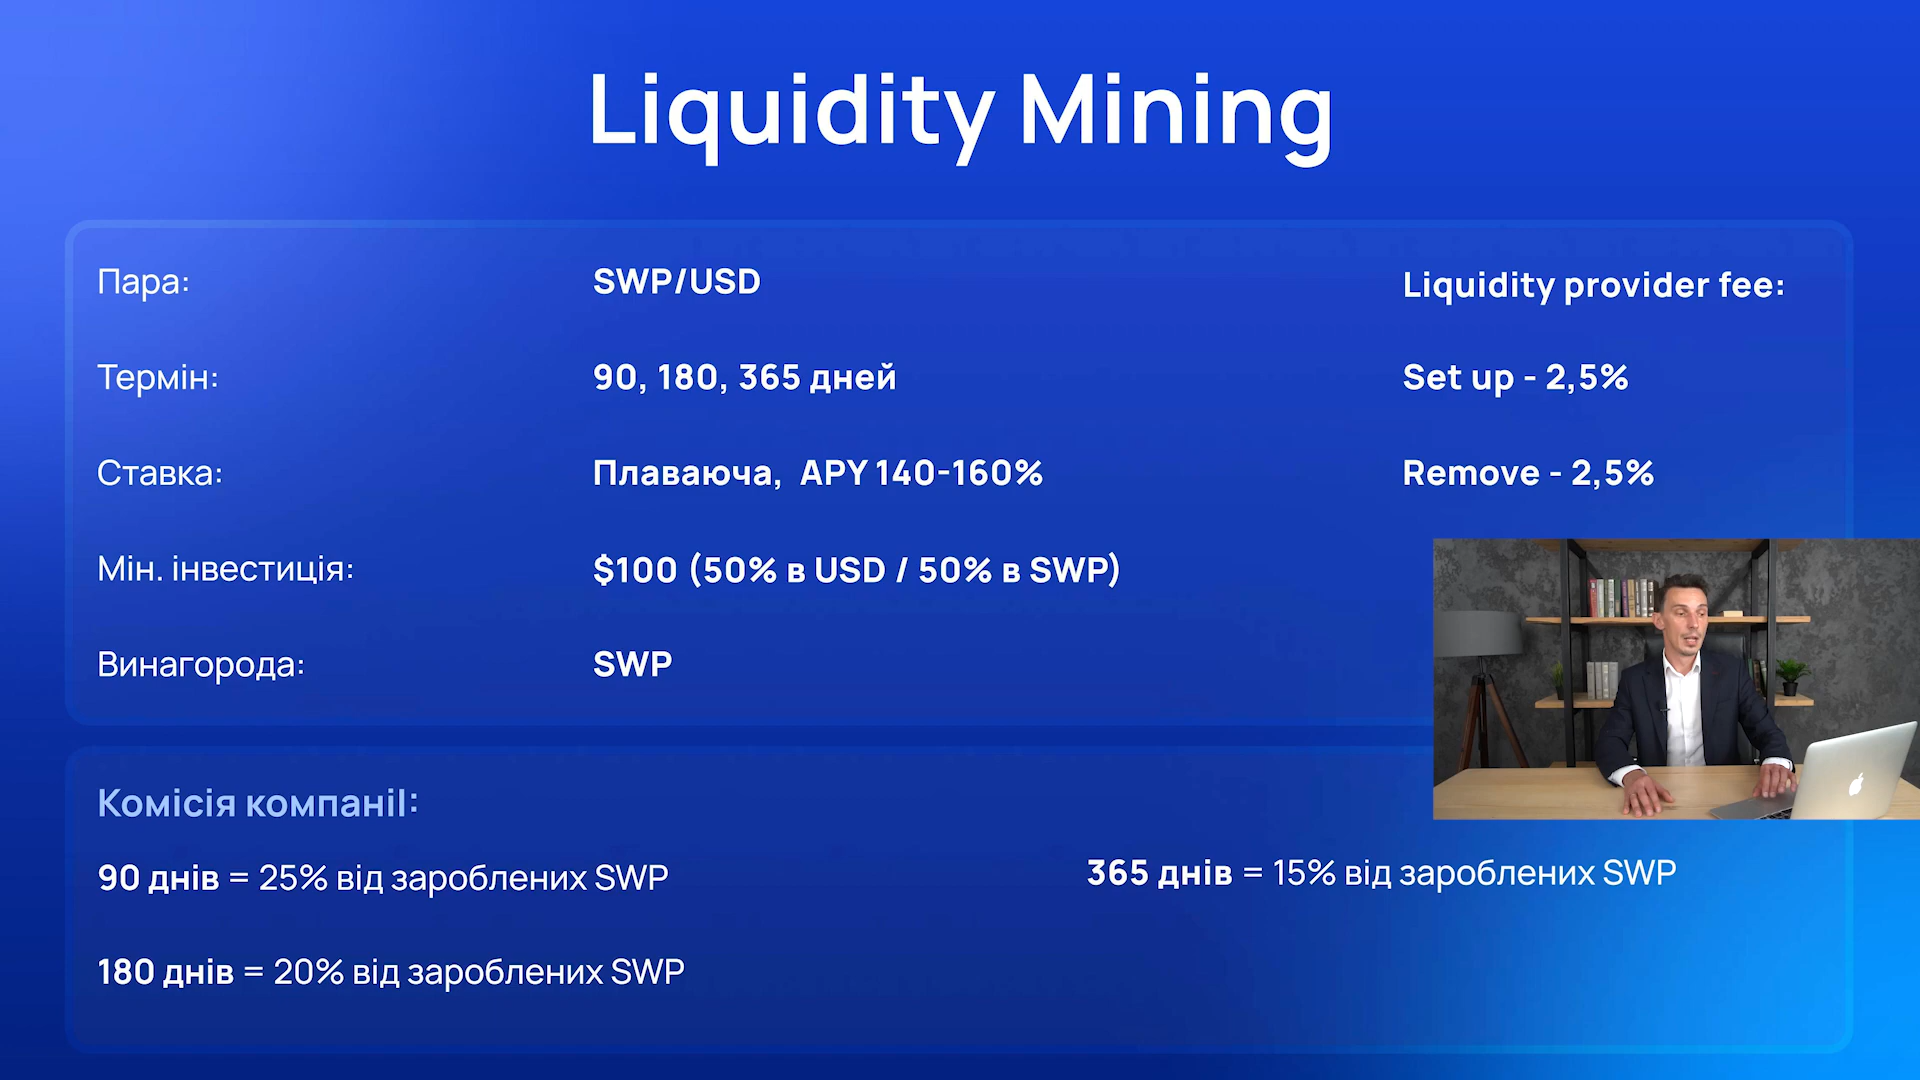 Liquidity Mining
Пара: SWP/USD
Термін: 90, 180, 365 дней
Ставка: Плаваюча, APY 140-160%
Мін. інвестиція: $100 (50% в USD / 50% в SWP)
Винагорода: SWP
Liquidity provider fee:
Set up - 2,5%
Remove - 2,5%
Комісія компанії:
90 днів = 25% від зароблених SWP
180 днів = 20% від зароблених SWP
365 днів = 15% від зароблених SWP